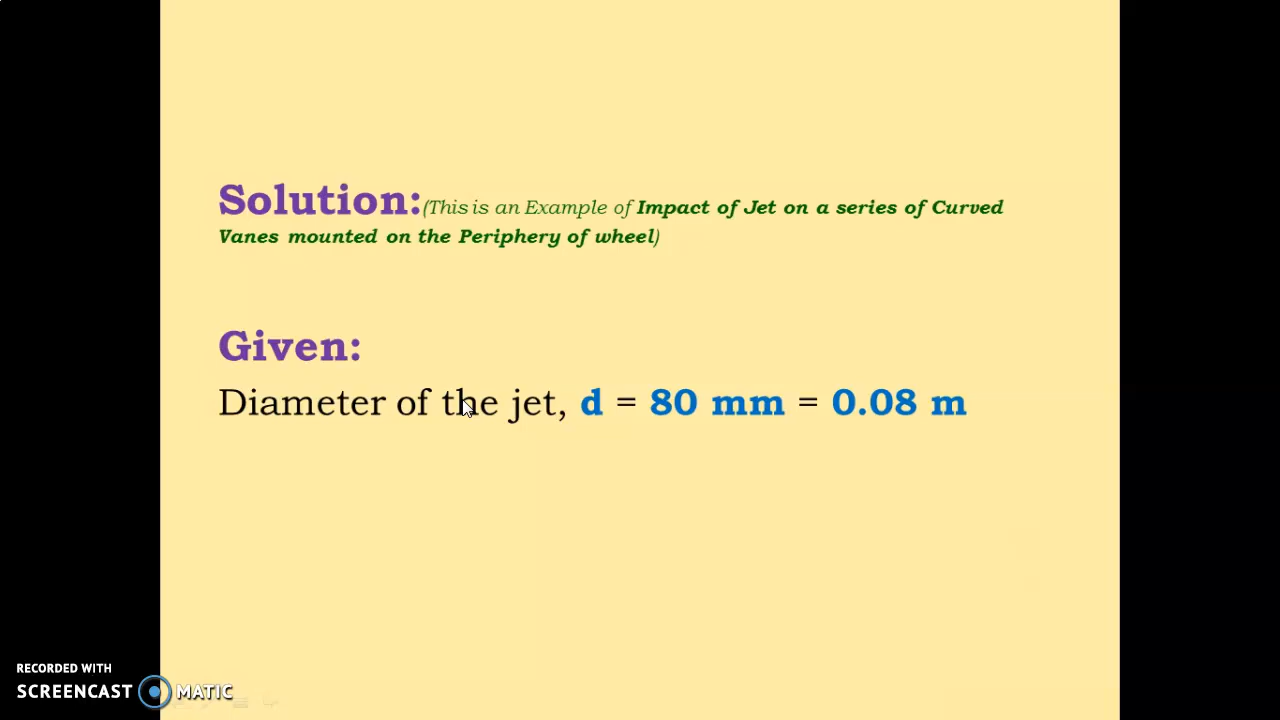 Solution:(This is an Example of Impact of Jet on a series of Curved
Vanes mounted on the Periphery of wheel)
Given:
Diameter of the jet, d = 80 mm = 0.08 m
RECORDED WITH
SCREENCAST MATIC